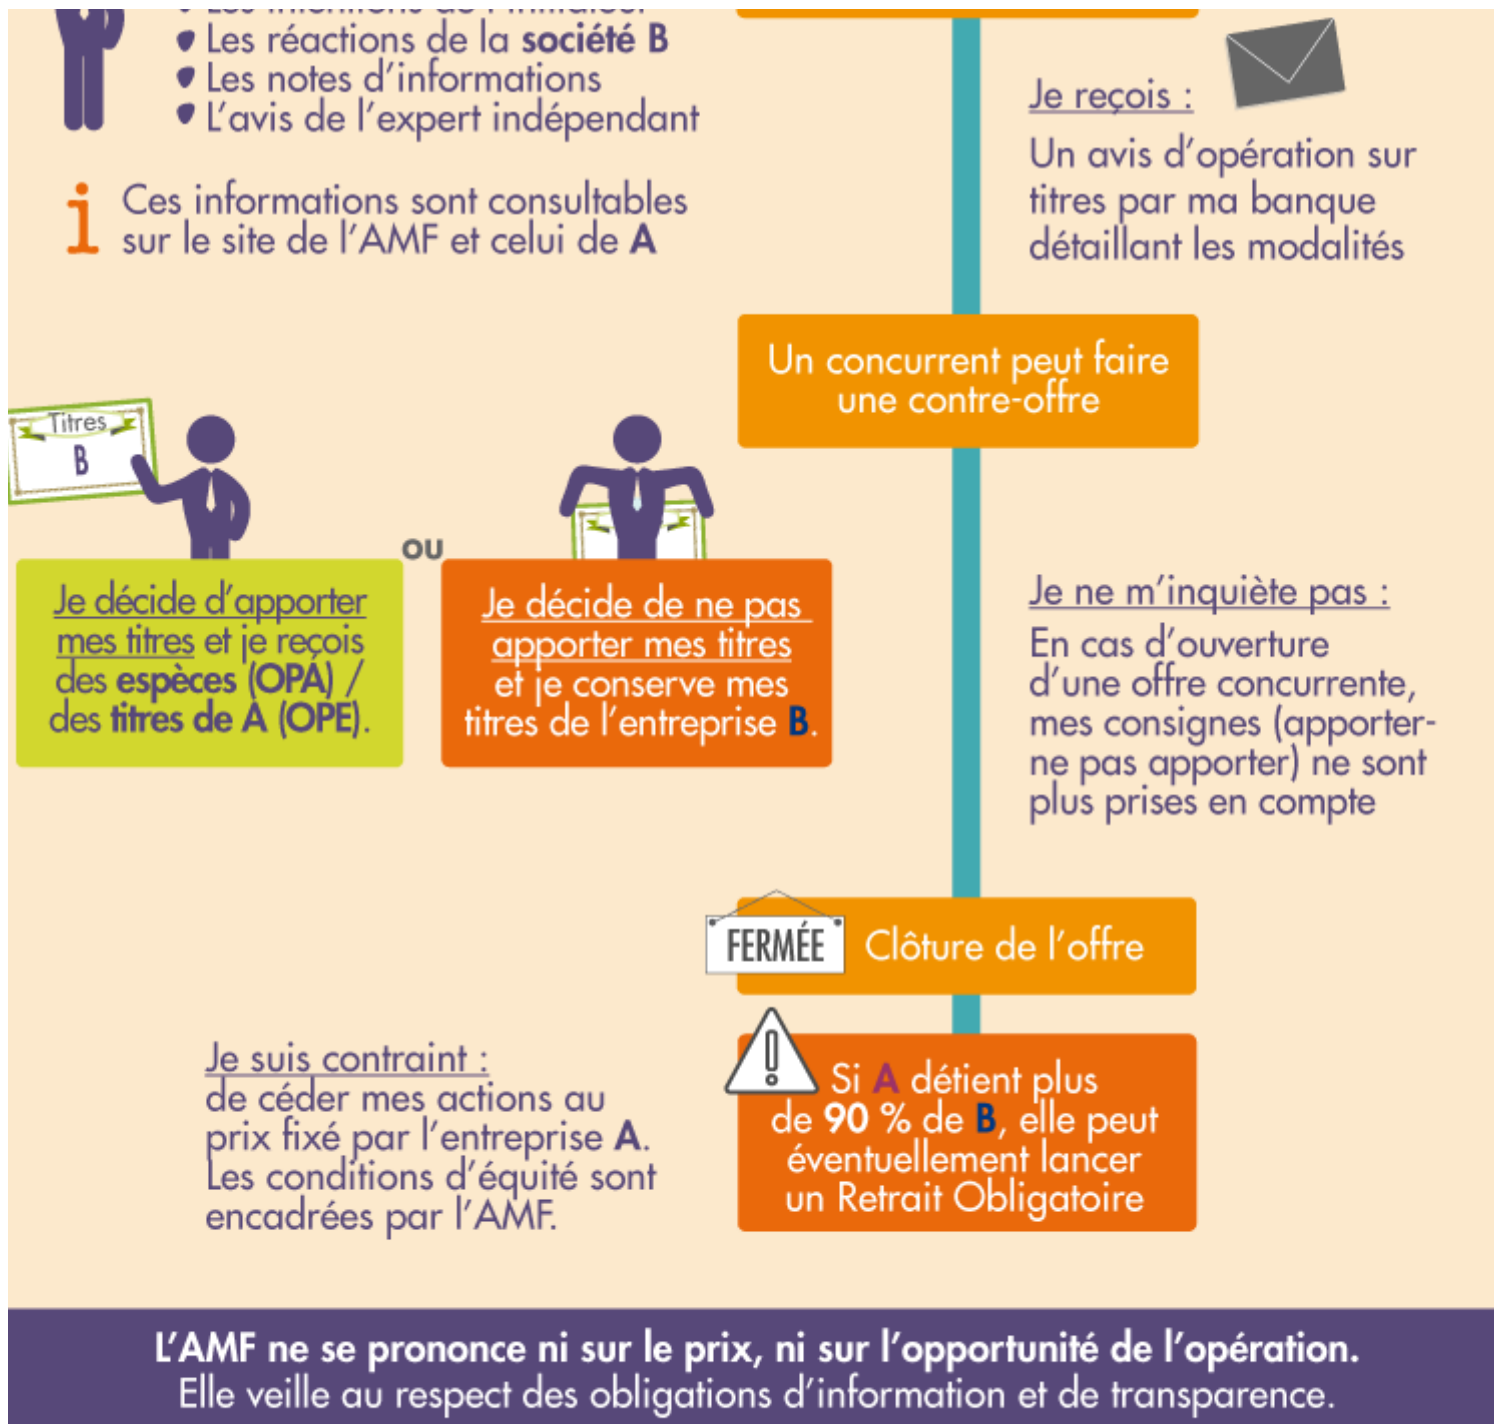 Les intentions de l'initiateur
Les réactions de la société B
Les notes d'informations
L'avis de l'expert indépendant
Ces informations sont consultables
sur le site de l'AMF et celui de A
Je reçois :
Un avis d'opération sur
titres par ma banque
détaillant les modalités
Un concurrent peut faire
une contre-offre
Titres
B
Je décide d'apporter
mes titres et je reçois
des espèces (OPA) /
des titres de A (OPE).
ou
Je décide de ne pas
apporter mes titres
et je conserve mes
titres de l'entreprise B.
Je ne m'inquiète pas :
En cas d'ouverture
d'une offre concurrente,
mes consignes (apporter-
ne pas apporter) ne sont
plus prises en compte
FERMÉE
Clôture de l'offre
Je suis contraint :
de céder mes actions au
prix fixé par l'entreprise A.
Les conditions d'équité sont
encadrées par l'AMF.
Si A détient plus
de 90 % de B, elle peut
éventuellement lancer
un Retrait Obligatoire
L'AMF ne se prononce ni sur le prix, ni sur l'opportunité de l'opération.
Elle veille au respect des obligations d'information et de transparence.